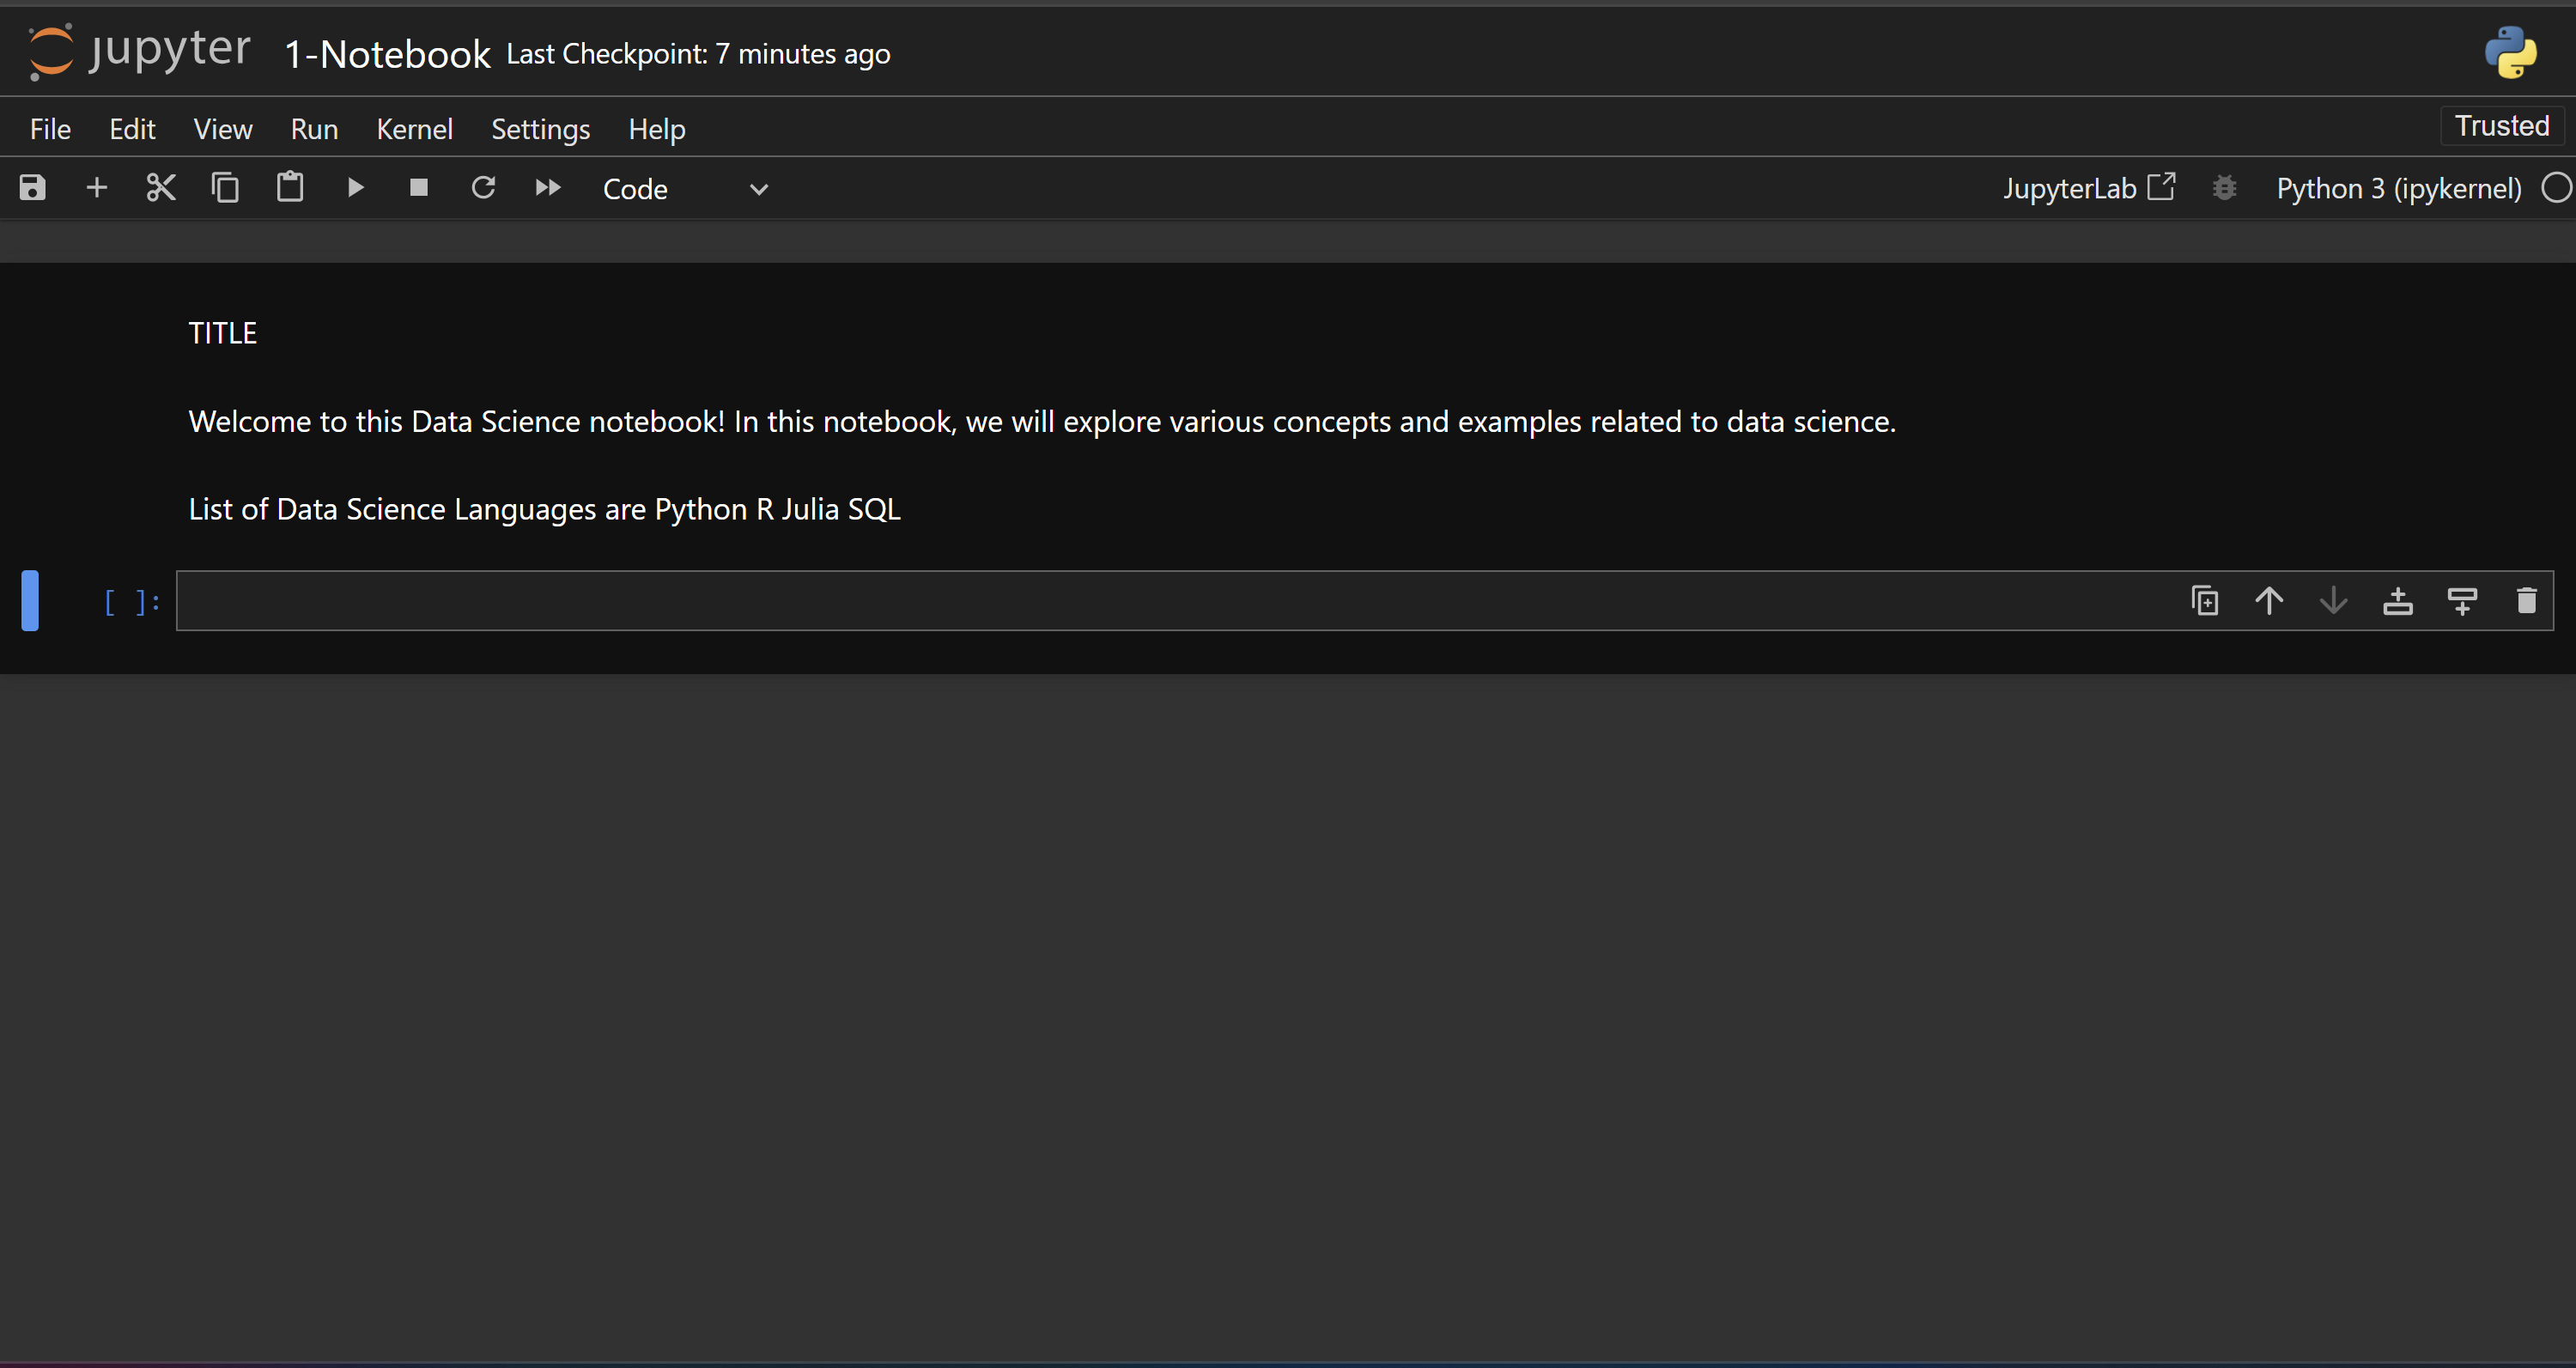 jupyter 1-Notebook Last Checkpoint: 7 minutes ago
File Edit View Run Kernel Settings Help Trusted
Code JupyterLab Python 3 (ipykernel)
TITLE
Welcome to this Data Science notebook! In this notebook, we will explore various concepts and examples related to data science.
List of Data Science Languages are Python R Julia SQL
[ ]: